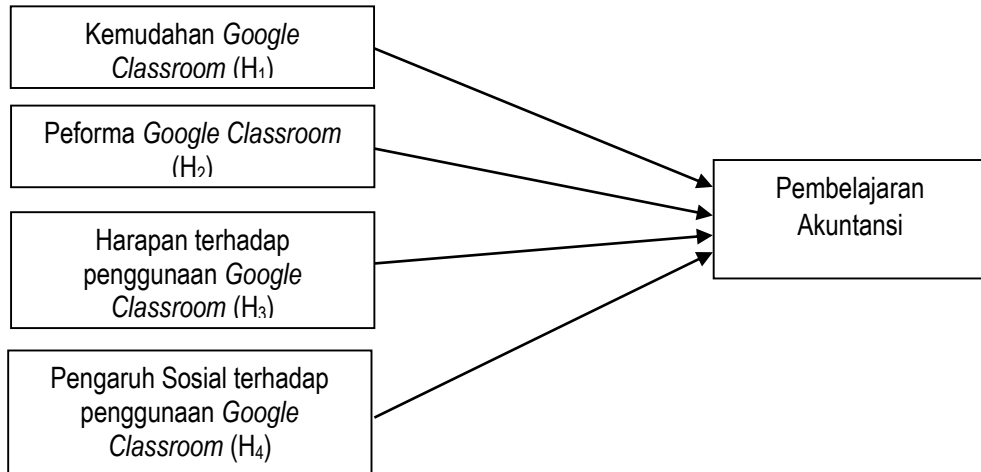 Kemudahan Google
Classroom (H₁)
Peforma Google Classroom
(H₂)
Harapan terhadap
penggunaan Google
Classroom (H₃)
Pengaruh Sosial terhadap
penggunaan Google
Classroom (H₄)
Pembelajaran
Akuntansi